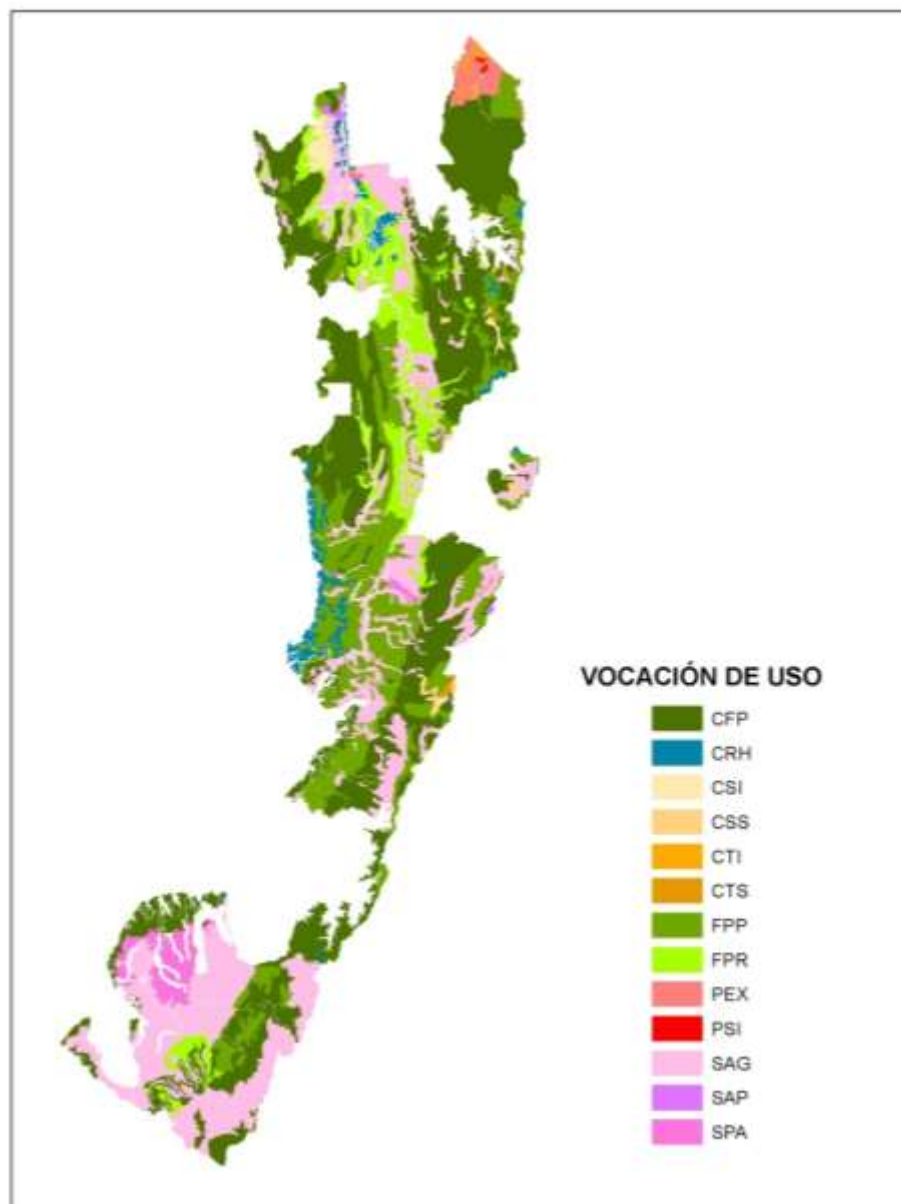 VOCACIÓN DE USO
CFP
CRH
CSI
CSS
CTI
CTS
FPP
FPR
PEX
PSI
SAG
SAP
SPA